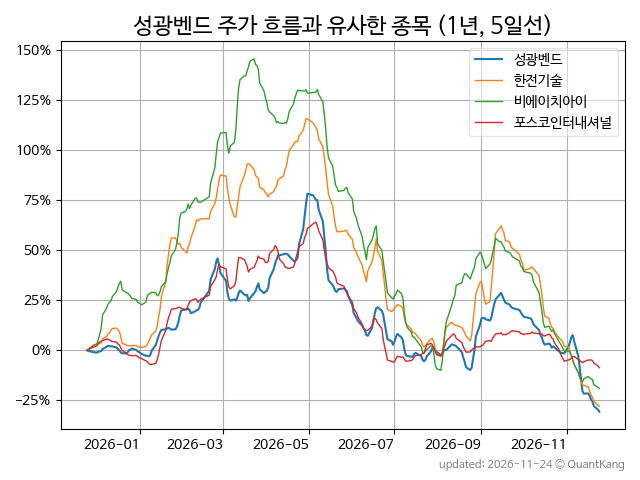 성광벤드 주가 흐름과 유사한 종목 (1년, 5일선)
150%
125%
100%
75%
50%
25%
0%
−25%
성광벤드
한전기술
비에이치아이
포스코인터내셔널
2026-01
2026-03
2026-05
2026-07
2026-09
2026-11
updated: 2026-11-24 © QuantKang